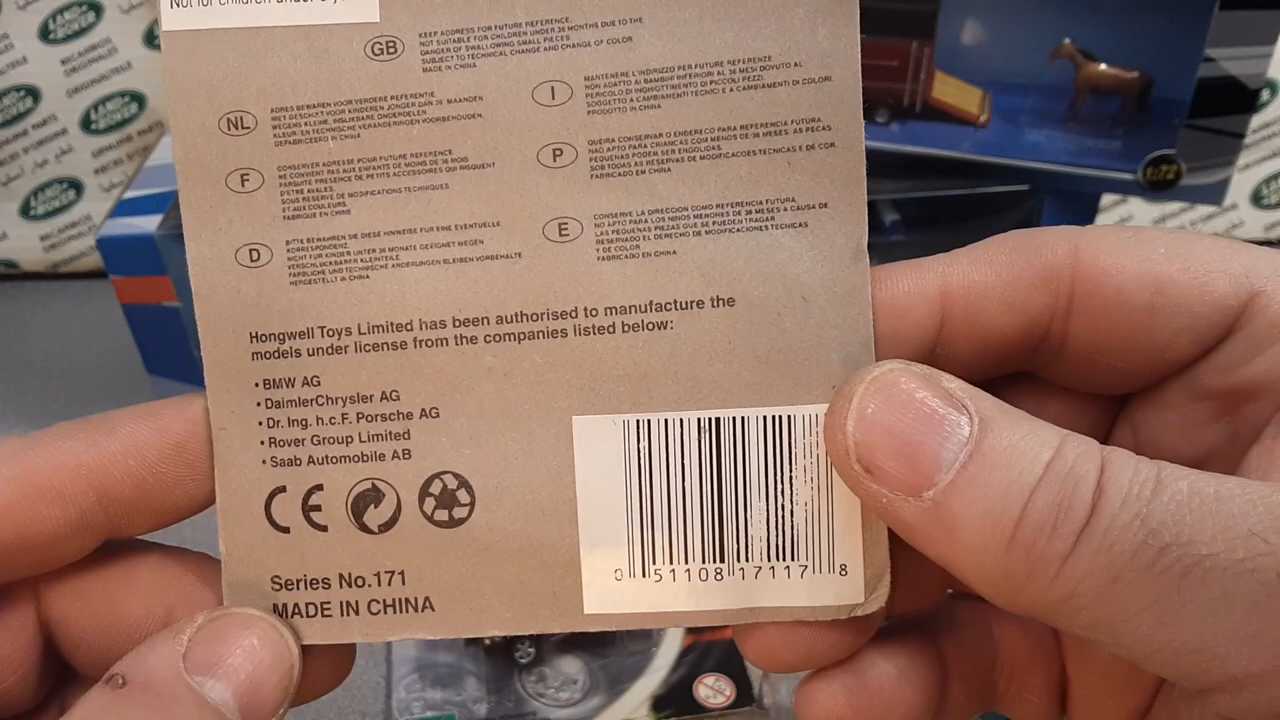 Not for children under 3 y
GB
KEEP ADDRESS FOR FUTURE REFERENCE.
NOT SUITABLE FOR CHILDREN UNDER 36 MONTHS DUE TO THE
DANGER OF SWALLOWING SMALL PIECES
SUBJECT TO TECHNICAL CHANGE AND CHANGE OF COLOR
MADE IN CHINA
NL
ADRES BEWAREN VOOR VERDERE REFERENTIE
NIET GESCHIKT VOOR KINDEREN JONGER DAN 36 MAANDEN
WEGENS KLEINE, INSLIKBARE ONDERDELEN.
KLEUR- EN TECHNISCHE VERANDERINGEN VOORBEHOUDEN.
GEFABRICEERD IN CHINA
F
CONSERVER ADRESSE POUR FUTURE REFERENCE
NE CONVIENT PAS AUX ENFANTS DE MOINS DE 36 MOIS
PARSUITE PRESENCE DE PETITS ACCESSOIRES QUI RISQUENT
D'ETRE AVALES.
SOUS RESERVE DE MODIFICATIONS TECHNIQUES
ET AUX COULEURS.
FABRIQUE EN CHINE
D
BITTE BEWAHREN SIE DIESE HINWEISE FUR EINE EVENTUELLE
KORRESPONDENZ.
NICHT FUR KINDER UNTER 36 MONATE GEEIGNET WEGEN
VERSCHLUCKBARER KLEINTEILE.
FARBLICHE UND TECHNISCHE ANDERUNGEN BLEIBEN VORBEHALTE
HERGESTELLT IN CHINA
I
MANTENERE L'INDIRIZZO PER FUTURE REFERENZE.
NON ADATTO AI BAMBINI INFERIORI AL 36 MESI DOVUTO AL
PERICOLO DI INGHIOTTIMENTO DI PICCOLI PEZZI.
SOGGETTO A CAMBIAMENTI TECNICI E A CAMBIAMENTI DI COLORI.
PRODOTTO IN CHINA
P
QUEIRA CONSERVAR O ENDERECO PARA REFERENCIA FUTURA.
NAO APTO PARA CRIANCAS COM MENOS DE 36 MESES. AS PECAS
PEQUENAS PODEM SER ENGOLIDAS.
SOB TODAS AS RESERVAS DE MODIFICACOES TECNICAS E DE COR.
FABRICADO EM CHINA
E
CONSERVE LA DIRECCION COMO REFERENCIA FUTURA.
NO APTO PARA LOS NINOS MENORES DE 36 MESES A CAUSA DE
LAS PEQUENAS PIEZAS QUE SE PUEDEN TRAGAR
RESERVADO EL DERECHO DE MODIFICACIONES TECNICAS
Y DE COLOR
FABRICADO EN CHINA
Hongwell Toys Limited has been authorised to manufacture the
models under license from the companies listed below:
• BMW AG
• DaimlerChrysler AG
• Dr. Ing. h.c.F. Porsche AG
• Rover Group Limited
• Saab Automobile AB
CE
Series No.171
MADE IN CHINA
0 51108 17117 8
1:72
LAND ROVER
GENUINE PARTS
RICAMBI ORIGINALI